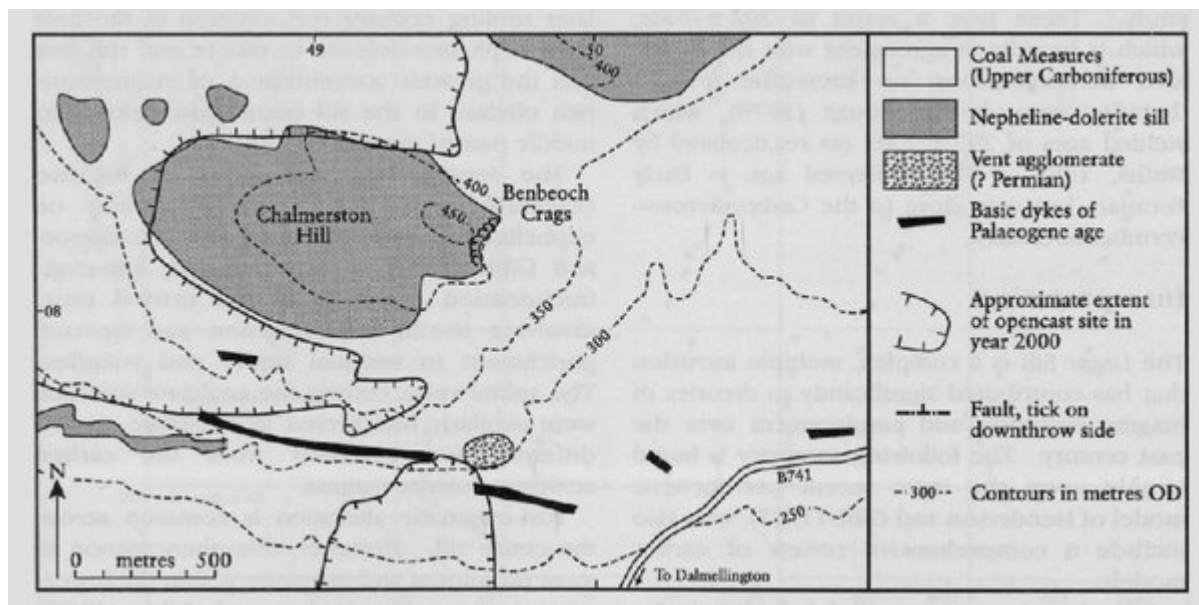 49
50
400
Coal Measures
(Upper Carboniferous)
Nepheline-dolerite sill
Vent agglomerate
(? Permian)
400
Benbeoch
Crags
450
Chalmerston
Hill
Basic dykes of
Palaeogene age
08
350
300
Approximate extent
of opencast site in
year 2000
Fault, tick on
downthrow side
N
B741
250
300 Contours in metres OD
0 metres 500
To Dalmellington